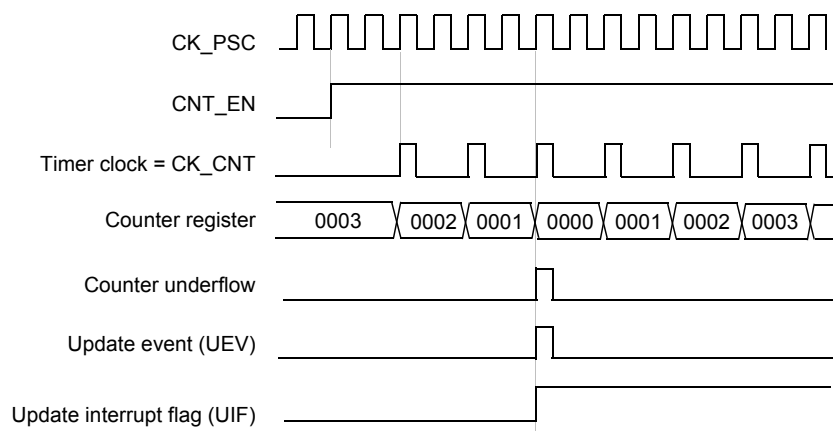 CK_PSC
CNT_EN
Timer clock = CK_CNT
Counter register 0003 0002 0001 0000 0001 0002 0003
Counter underflow
Update event (UEV)
Update interrupt flag (UIF)